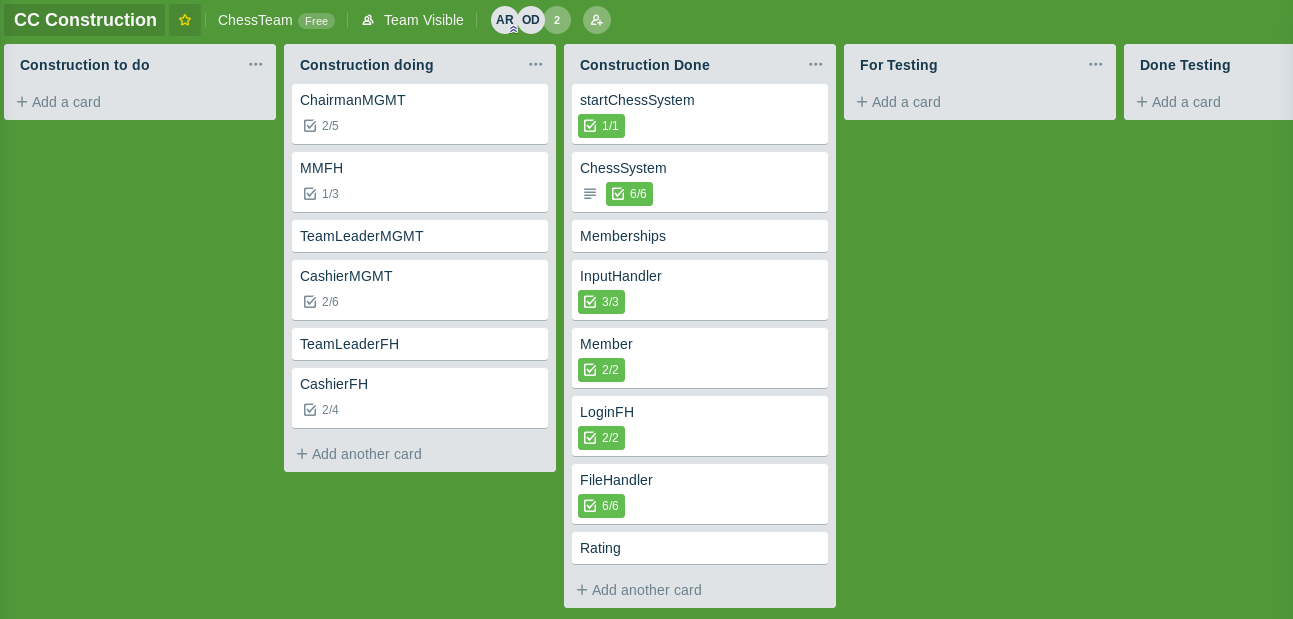 CC Construction
ChessTeam Free
Team Visible
AR OD 2
Construction to do
+ Add a card
Construction doing
ChairmanMGMT
2/5
MMFH
1/3
TeamLeaderMGMT
CashierMGMT
2/6
TeamLeaderFH
CashierFH
2/4
+ Add another card
Construction Done
startChessSystem
1/1
ChessSystem
6/6
Memberships
InputHandler
3/3
Member
2/2
LoginFH
2/2
FileHandler
6/6
Rating
+ Add another card
For Testing
+ Add a card
Done Testing
+ Add a card